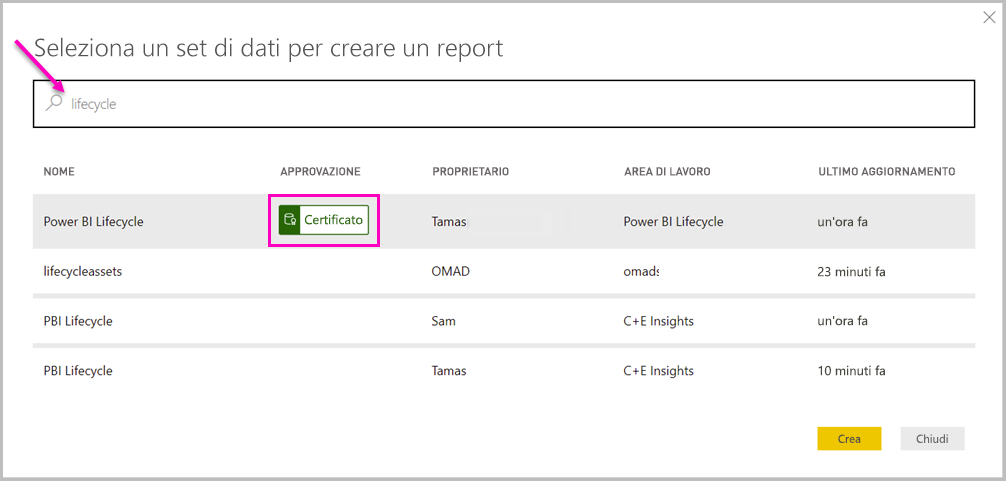 Seleziona un set di dati per creare un report
lifecycle
NOME APPROVAZIONE PROPRIETARIO AREA DI LAVORO ULTIMO AGGIORNAMENTO
Power BI Lifecycle Certificato Tamas Power BI Lifecycle un'ora fa
lifecycleassets OMAD omads 23 minuti fa
PBI Lifecycle Sam C+E Insights un'ora fa
PBI Lifecycle Tamas C+E Insights 10 minuti fa
Crea Chiudi